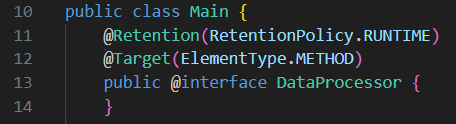 10 public class Main {
11     @Retention(RetentionPolicy.RUNTIME)
12     @Target(ElementType.METHOD)
13     public @interface DataProcessor {
14     }